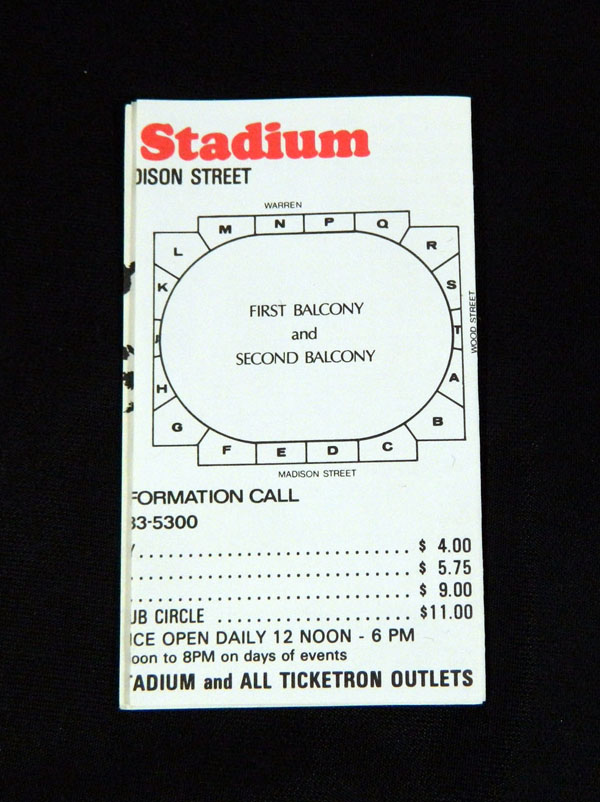 Stadium
DISON STREET
WARREN
M N P Q
L R
K S
J T
H A
G B
F E D C
WOOD STREET
FIRST BALCONY
and
SECOND BALCONY
MADISON STREET
FORMATION CALL
33-5300
Y ........................ $ 4.00
........................ $ 5.75
........................ $ 9.00
UB CIRCLE .................... $11.00
ICE OPEN DAILY 12 NOON - 6 PM
oon to 8PM on days of events
TADIUM and ALL TICKETRON OUTLETS